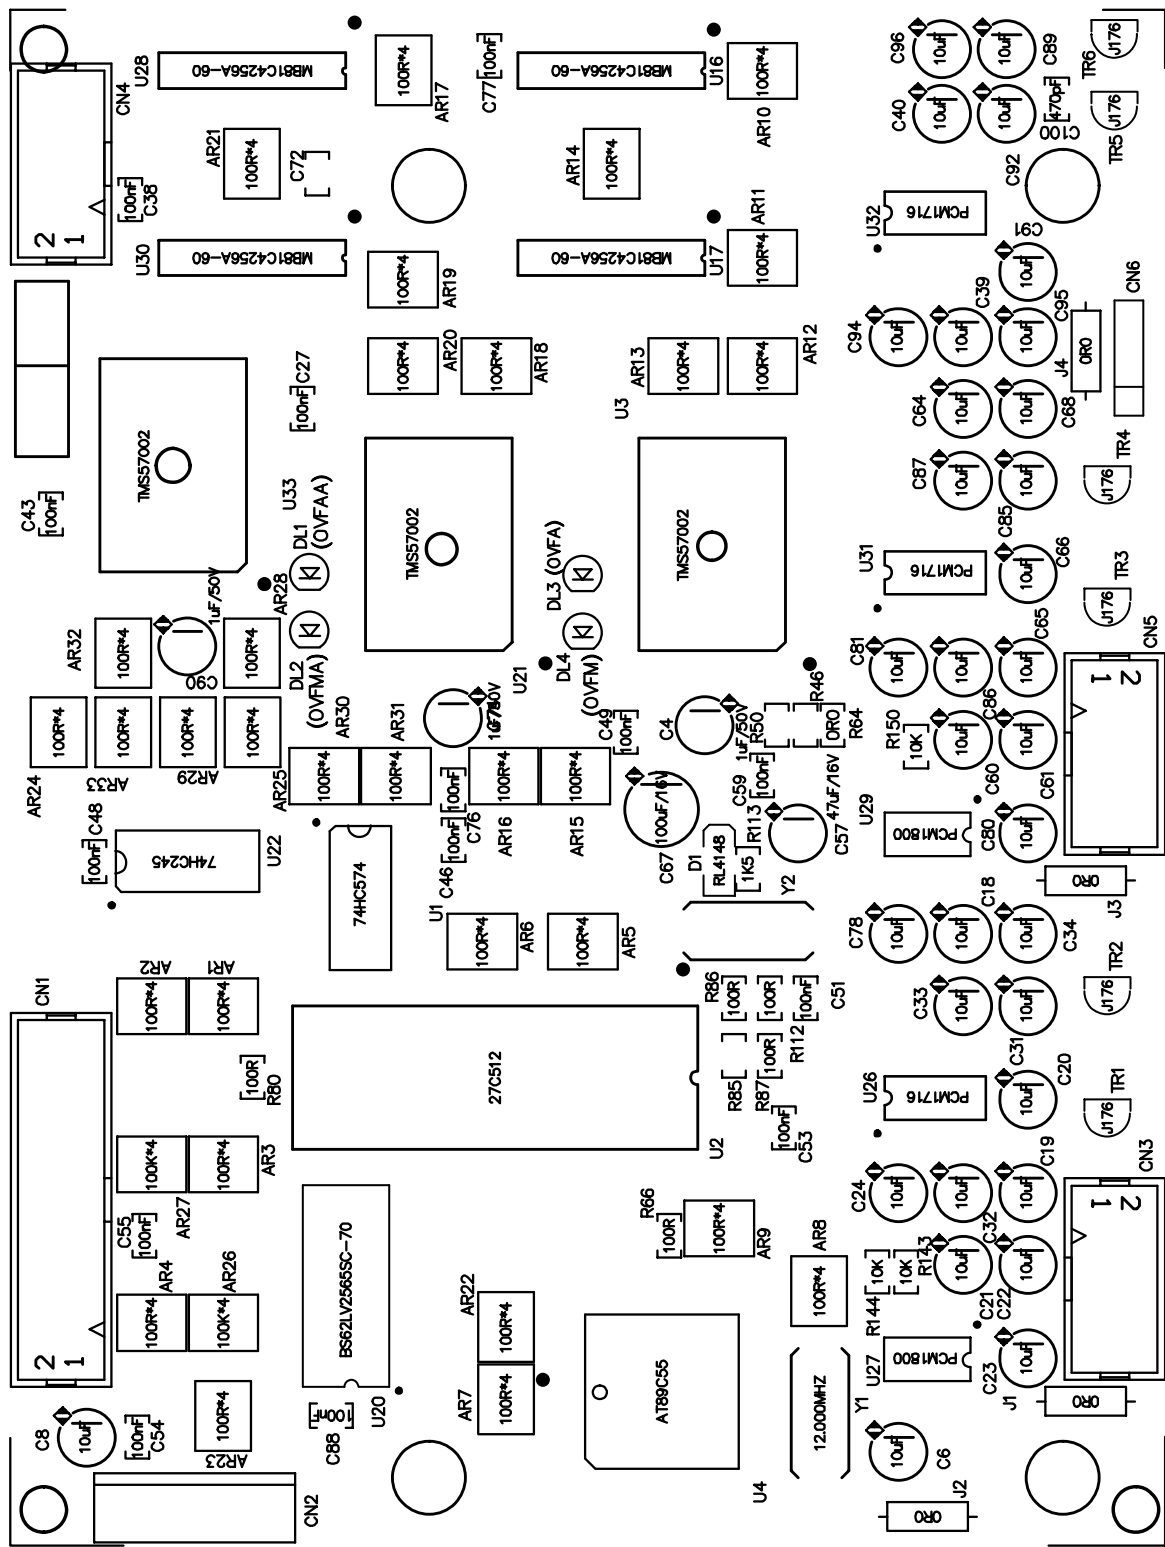 C96
10uF
10uF
C89
TR6
J176
C40
10uF
10uF
470pF
C100
TR5
J176
C92
U28
MB81C4256A-60
CN4
2
1
AR17
100R*4
C77
100nF
MB81C4256A-60
U16
100R*4
AR10
AR21
100R*4
C72
AR14
100R*4
100nF
C38
U30
MB81C4256A-60
100R*4
AR19
MB81C4256A-60
U17
AR11
100R*4
U32
PCM1716
C91
10uF
C94
10uF
10uF
C39
10uF
C95
J4
0R0
CN6
C27
100nF
100R*4
AR20
100R*4
AR18
AR13
100R*4
U3
100R*4
AR12
C64
10uF
10uF
C68
C43
100nF
TMS57002
U33
DL1
(OVFAA)
TMS57002
DL3 (OVFA)
TMS57002
C87
10uF
10uF
C85
TR4
J176
U31
PCM1716
10uF
C66
J176
TR3
AR32
100R*4
1uF/50V
C90
100R*4
AR28
DL2
(OVFMA)
U21
DL4
(OVFM)
R46
C81
10uF
10uF
C86
10uF
C65
CN5
2
1
AR24
100R*4
100R*4
AR33
100R*4
AR29
100R*4
AR25
100R*4
AR30
100R*4
AR31
C49
100nF
C4
1uF/50V
R50
0R0
R64
R150
10K
10uF
C60
10uF
C61
C48
100nF
74HC245
U22
74HC574
C46
100nF
100nF
C76
100R*4
AR16
100R*4
AR15
100uF/16V
C67
C59
100nF
R113
D1
RL4148
1K5
47uF/16V
C57
Y2
U29
PCM1800
C80
10uF
0R0
J3
CN1
AR2
100R*4
AR1
100R*4
U1
100R*4
AR6
100R*4
AR5
C78
10uF
10uF
C18
10uF
C34
100R
R80
27C512
U2
R86
100R
100R
100nF
C51
R85
R87
100R
R112
100nF
C53
C33
10uF
10uF
C31
J176
TR2
U26
PCM1716
10uF
C20
J176
TR1
100K*4
AR27
100R*4
AR3
C55
100nF
R66
100R
100R*4
AR9
C24
10uF
10uF
C32
10uF
C19
CN3
2
1
100R*4
AR4
100K*4
AR26
BS62LV2565SC-70
U20
AR22
100R*4
AR8
100R*4
R144
10K
10K
R143
10uF
C21
10uF
C22
2
1
100R*4
AR23
AR7
100R*4
AT89C55
U4
12.000MHZ
Y1
U27
PCM1800
C23
10uF
J1
0R0
C8
10uF
100nF
C54
100nF
C88
CN2
10uF
C6
0R0
J2